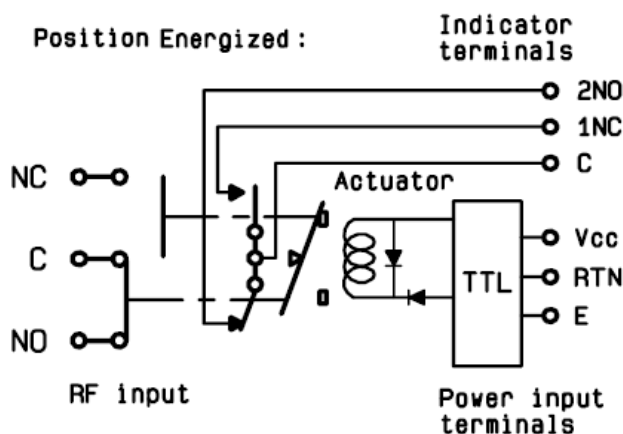 Position Energized :
Indicator
terminals
2NO
1NC
C
NC
Actuator
C
Vcc
TTL
RTN
E
NO
RF input
Power input
terminals